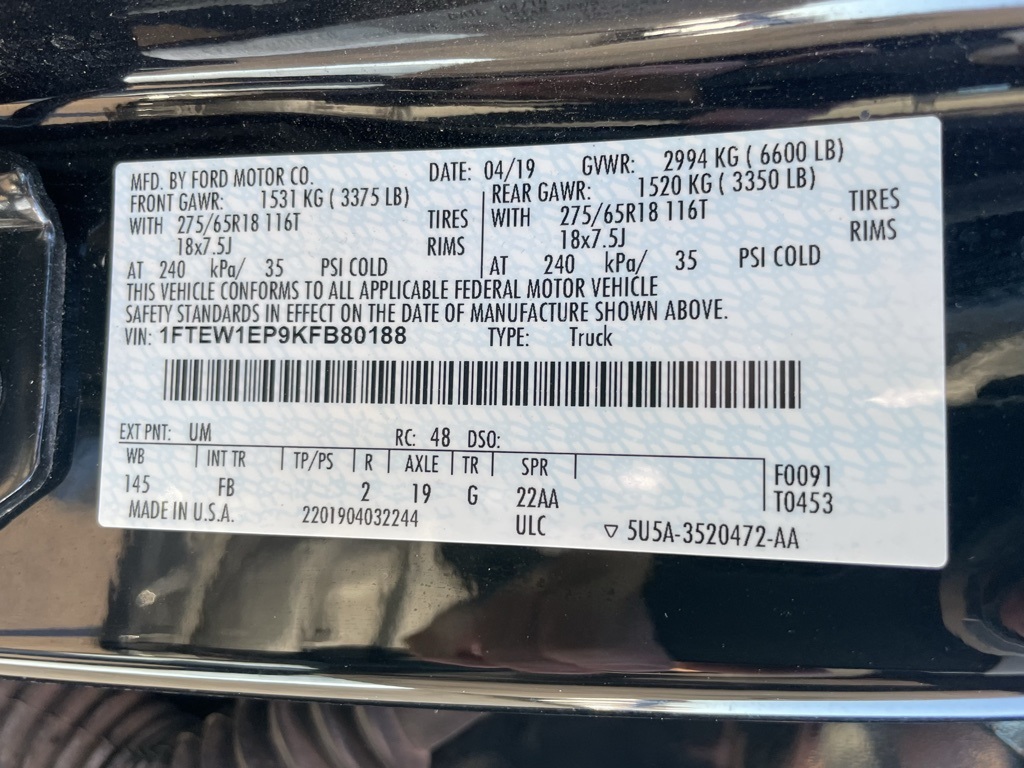 MFD. BY FORD MOTOR CO. DATE: 04/19 GVWR: 2994 KG ( 6600 LB)
FRONT GAWR: 1531 KG ( 3375 LB) REAR GAWR: 1520 KG ( 3350 LB)
WITH 275/65R18 116T TIRES WITH 275/65R18 116T TIRES
18x7.5J RIMS 18x7.5J RIMS
AT 240 kPa/ 35 PSI COLD AT 240 kPa/ 35 PSI COLD
THIS VEHICLE CONFORMS TO ALL APPLICABLE FEDERAL MOTOR VEHICLE
SAFETY STANDARDS IN EFFECT ON THE DATE OF MANUFACTURE SHOWN ABOVE.
VIN: 1FTEW1EP9KFB80188 TYPE: Truck
EXT PNT: UM RC: 48 DSO:
WB INT TR TP/PS R AXLE TR SPR F0091
145 FB 2 19 G 22AA T0453
MADE IN U.S.A. 2201904032244 ULC ▽ 5U5A-3520472-AA